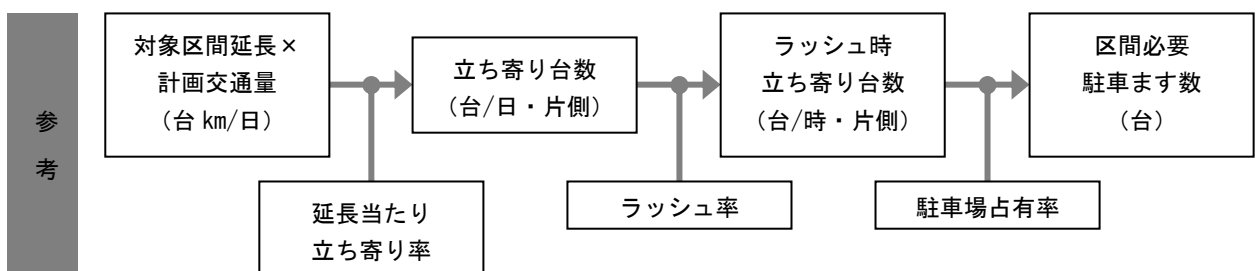 参
考
対象区間延長×
計画交通量
（台 km/日）
立ち寄り台数
（台/日・片側）
ラッシュ時
立ち寄り台数
（台/時・片側）
区間必要
駐車ます数
（台）
延長当たり
立ち寄り率
ラッシュ率
駐車場占有率